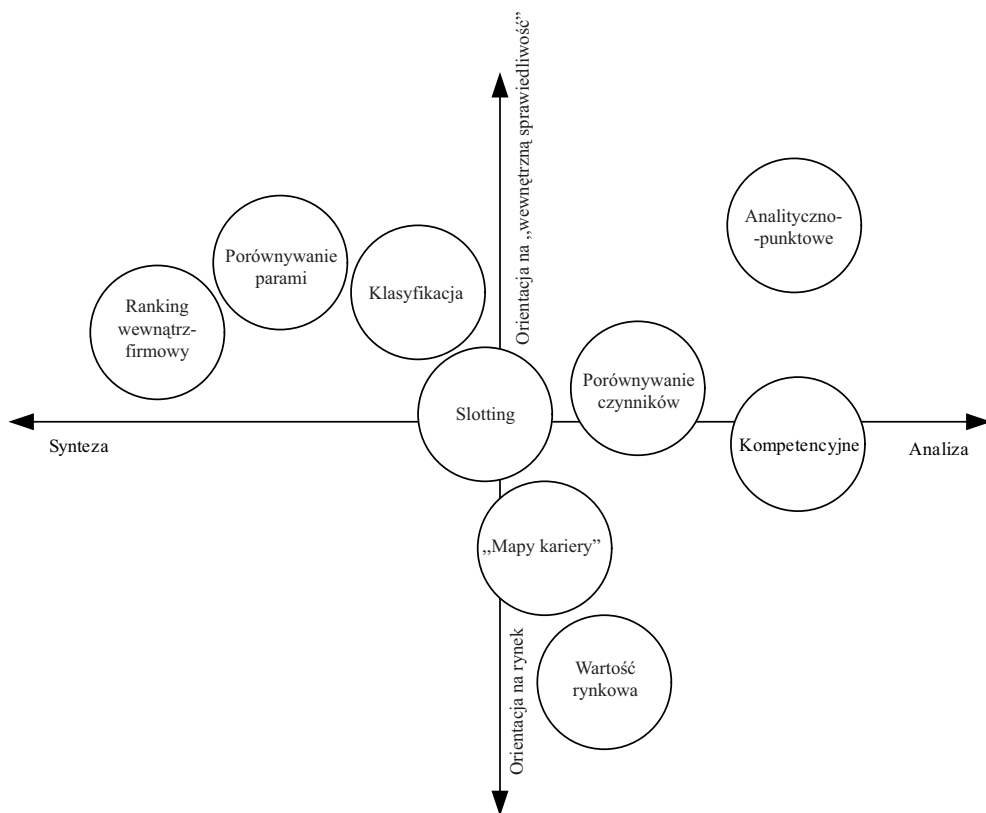 Orientacja na „wewnętrzną sprawiedliwość”
Analityczno-
-punktowe
Porównywanie
parami
Klasyfikacja
Ranking
wewnątrz-
firmowy
Porównywanie
czynników
Slotting
Synteza
Kompetencyjne
Analiza
„Mapy kariery”
Orientacja na rynek
Wartość
rynkowa